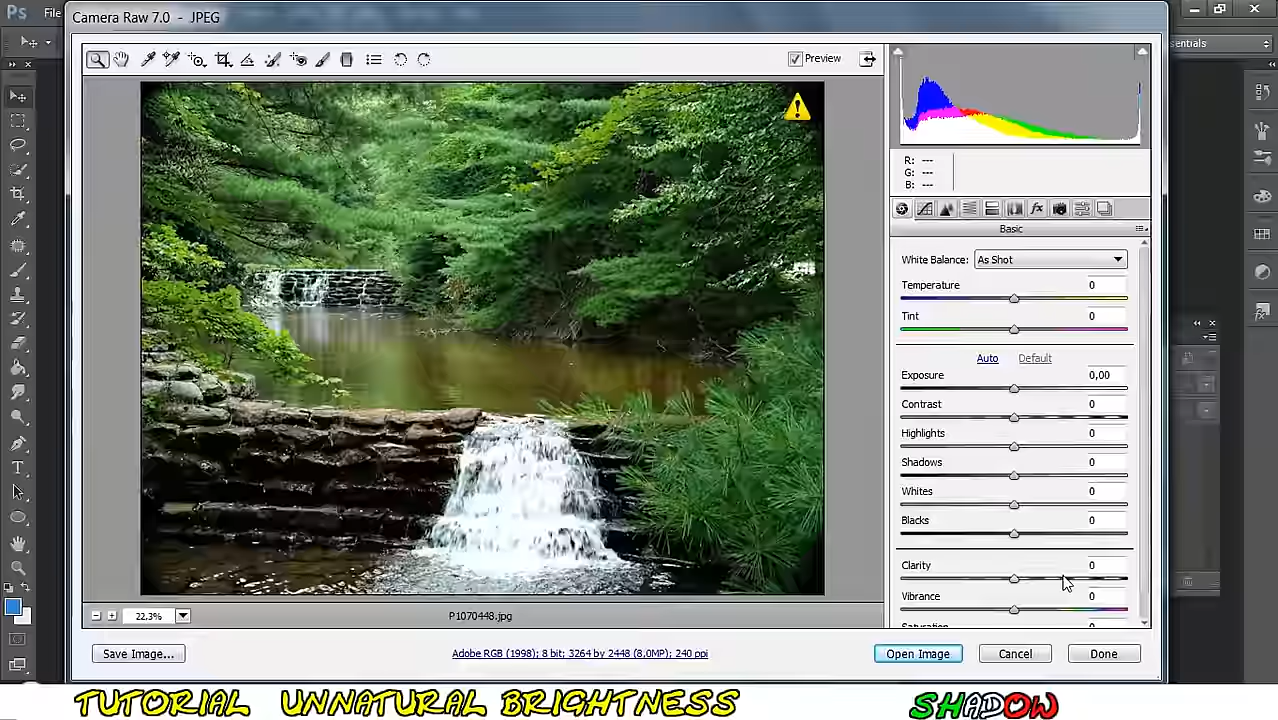 Ps File
Camera Raw 7.0 - JPEG
sentials
Preview
R: ---
G: ---
B: ---
Basic
White Balance: As Shot
Temperature 0
Tint 0
Auto Default
Exposure 0,00
Contrast 0
Highlights 0
Shadows 0
Whites 0
Blacks 0
Clarity 0
Vibrance 0
Saturation 0
22,3%
P1070448.jpg
Save Image...
Adobe RGB (1998); 8 bit; 3264 by 2448 (8,0MP); 240 ppi
Open Image Cancel Done
TUTORIAL UNNATURAL BRIGHTNESS SHADOW